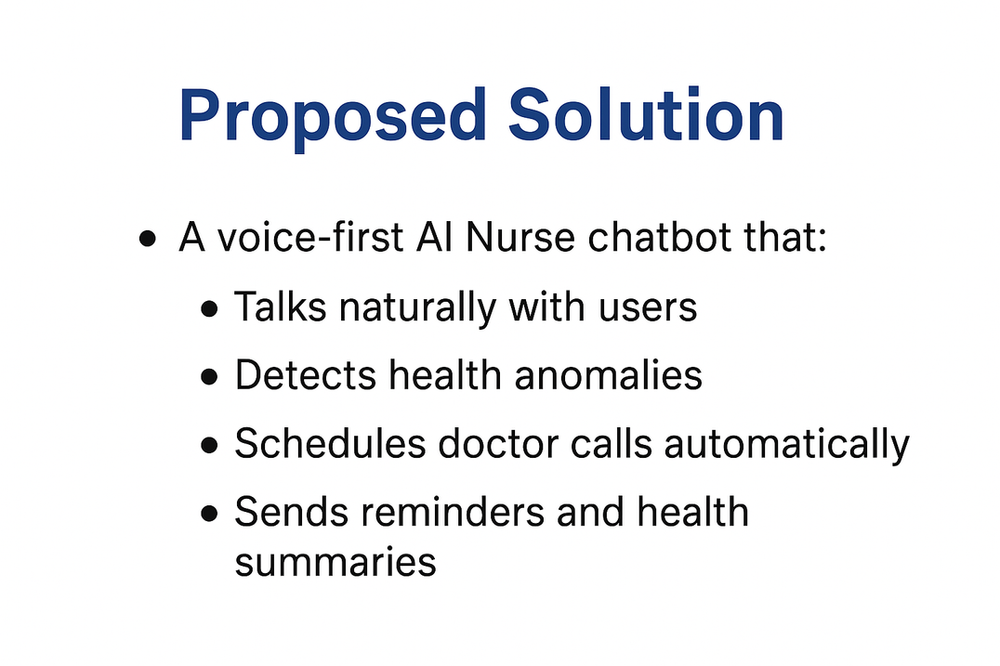 Proposed Solution
• A voice-first AI Nurse chatbot that:
• Talks naturally with users
• Detects health anomalies
• Schedules doctor calls automatically
• Sends reminders and health
summaries